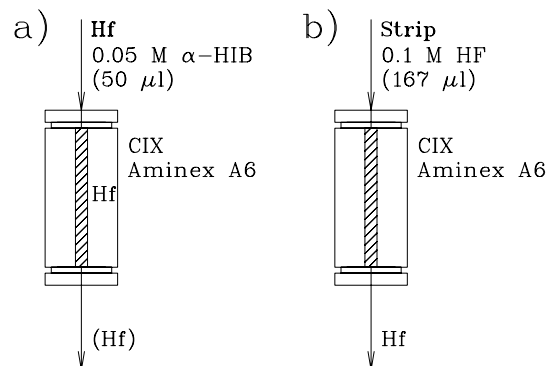 a)
Hf
0.05 M α-HIB
(50 μl)
CIX
Aminex A6
Hf
(Hf)
b)
Strip
0.1 M HF
(167 μl)
CIX
Aminex A6
Hf